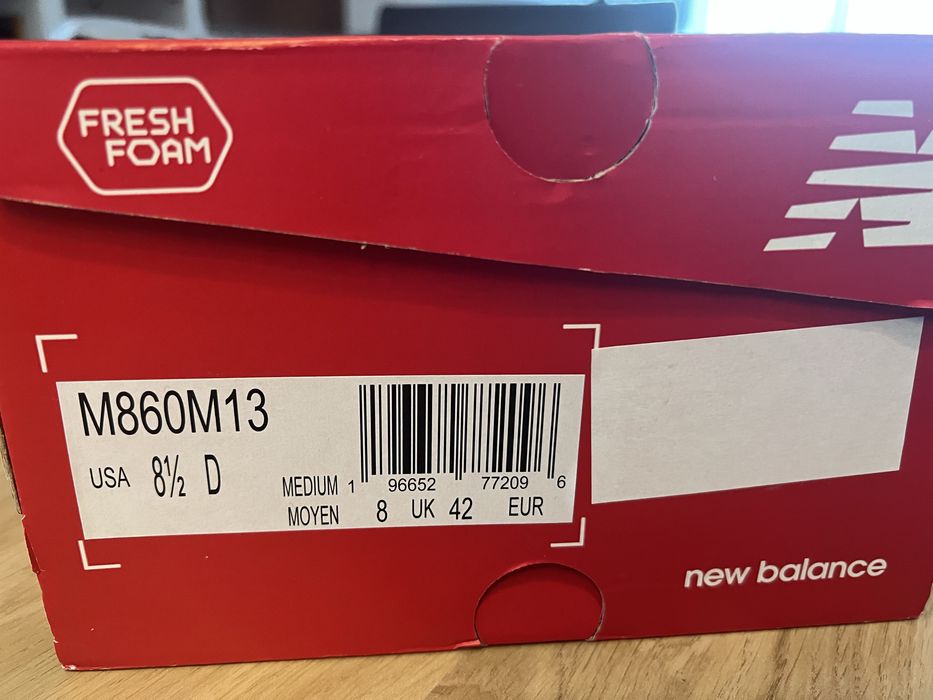 FRESH
FOAM
M860M13
USA 8½ D
MEDIUM 1 96652 77209 6
MOYEN 8 UK 42 EUR
new balance